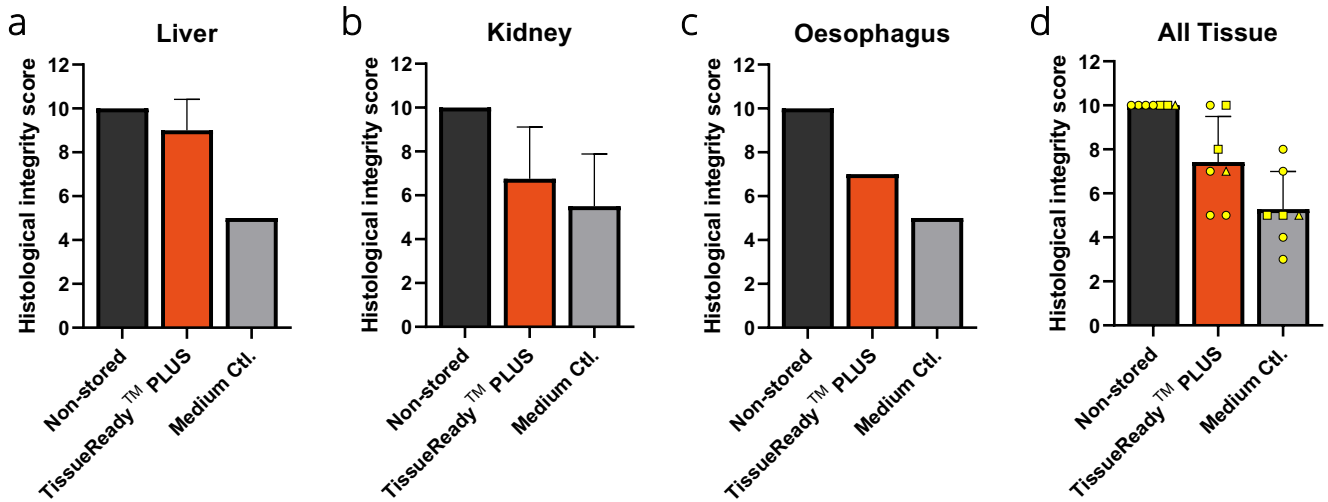 a
Liver
Histological integrity score
12
10
8
6
4
2
0
Non-stored
TissueReady™ PLUS
Medium Ctl.
b
Kidney
Histological integrity score
12
10
8
6
4
2
0
Non-stored
TissueReady™ PLUS
Medium Ctl.
c
Oesophagus
Histological integrity score
12
10
8
6
4
2
0
Non-stored
TissueReady™ PLUS
Medium Ctl.
d
All Tissue
Histological integrity score
12
10
8
6
4
2
0
Non-stored
TissueReady™ PLUS
Medium Ctl.